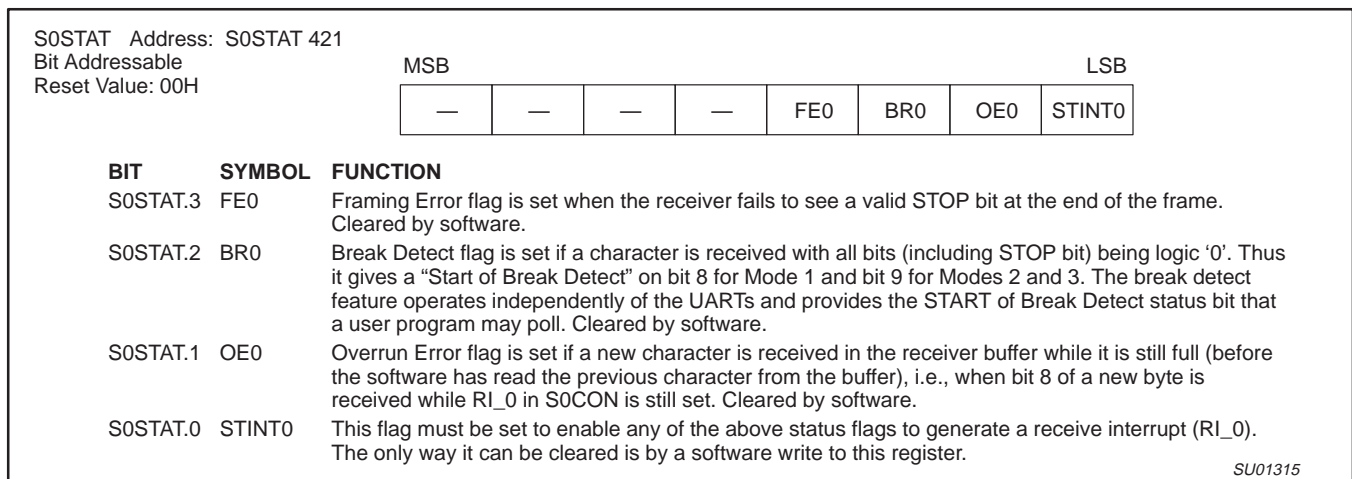 S0STAT Address: S0STAT 421
Bit Addressable
Reset Value: 00H
MSB LSB
— — — — FE0 BR0 OE0 STINT0
BIT SYMBOL FUNCTION
S0STAT.3 FE0 Framing Error flag is set when the receiver fails to see a valid STOP bit at the end of the frame.
Cleared by software.
S0STAT.2 BR0 Break Detect flag is set if a character is received with all bits (including STOP bit) being logic ‘0’. Thus
it gives a “Start of Break Detect” on bit 8 for Mode 1 and bit 9 for Modes 2 and 3. The break detect
feature operates independently of the UARTs and provides the START of Break Detect status bit that
a user program may poll. Cleared by software.
S0STAT.1 OE0 Overrun Error flag is set if a new character is received in the receiver buffer while it is still full (before
the software has read the previous character from the buffer), i.e., when bit 8 of a new byte is
received while RI_0 in S0CON is still set. Cleared by software.
S0STAT.0 STINT0 This flag must be set to enable any of the above status flags to generate a receive interrupt (RI_0).
The only way it can be cleared is by a software write to this register.
SU01315